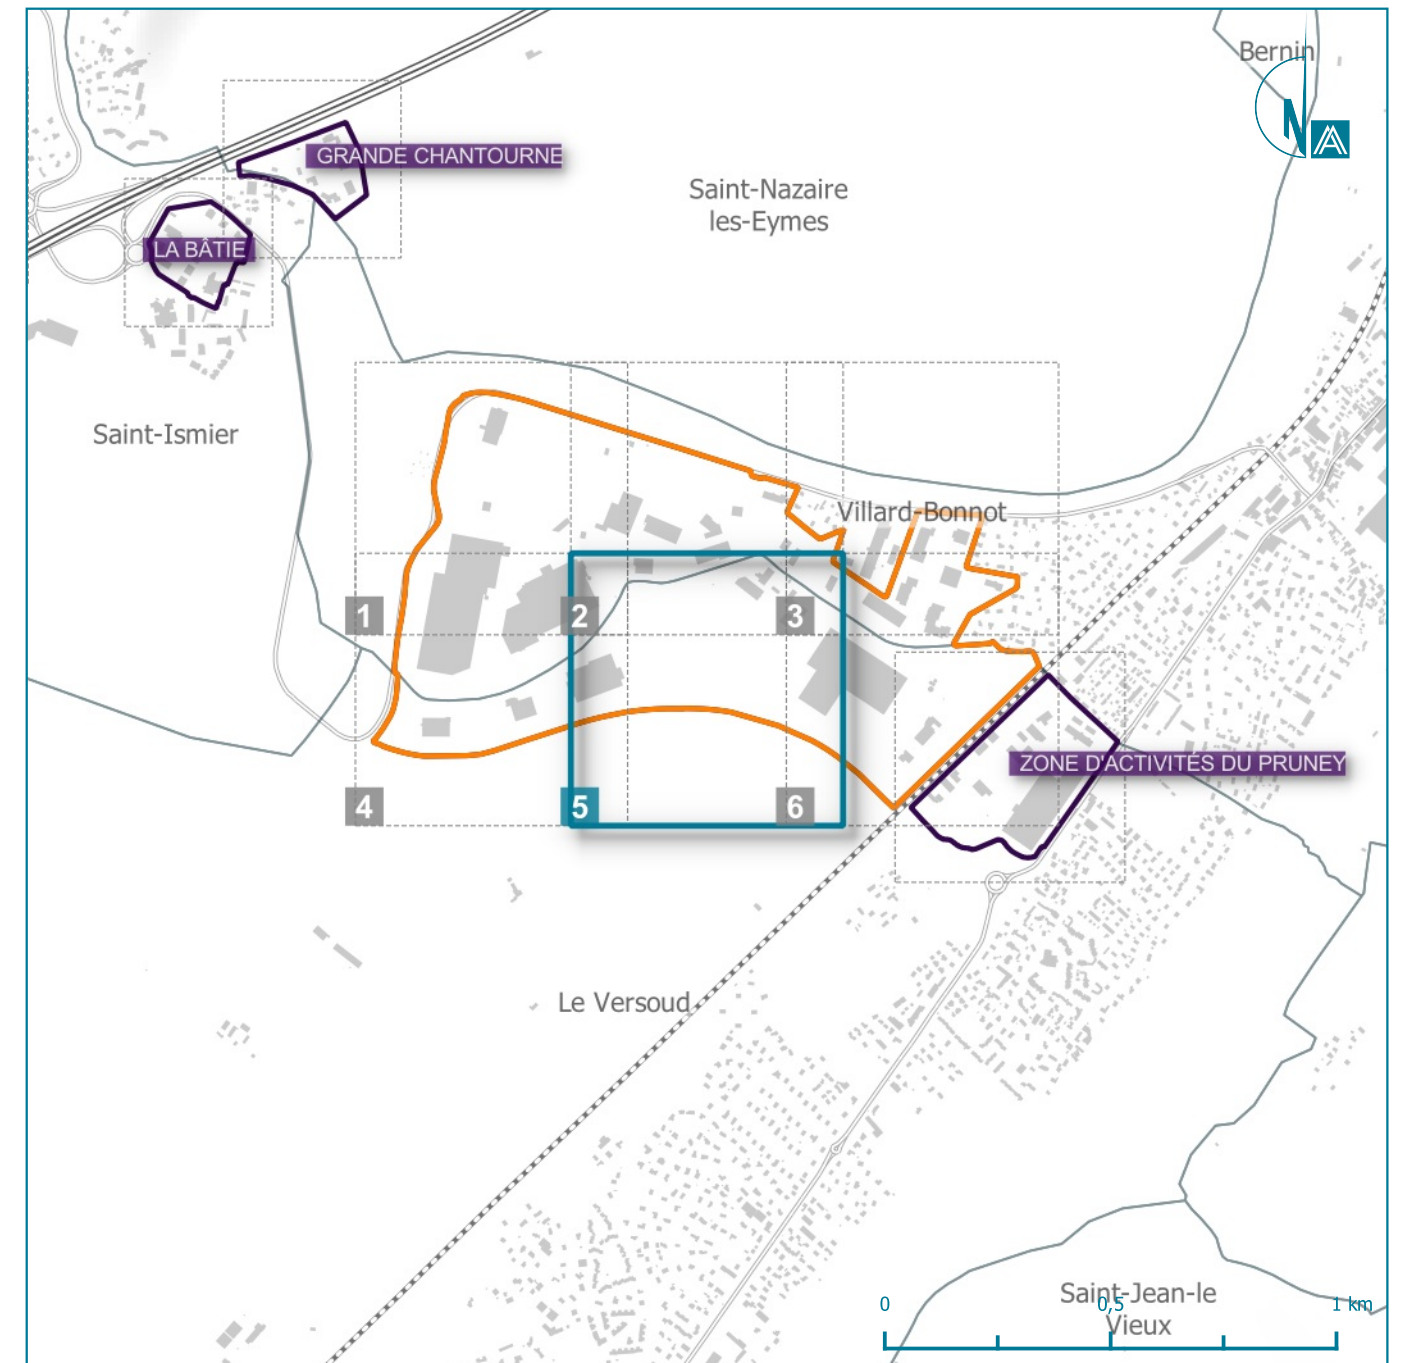 Bernin
N
GRANDE CHANTOURNE
Saint-Nazaire
les-Eymes
LA BÂTIE
Saint-Ismier
Villard-Bonnot
1
2
3
ZONE D'ACTIVITÉS DU PRUNEY
4
5
6
Le Versoud
Saint-Jean-le
Vieux
0
0,5
1 km